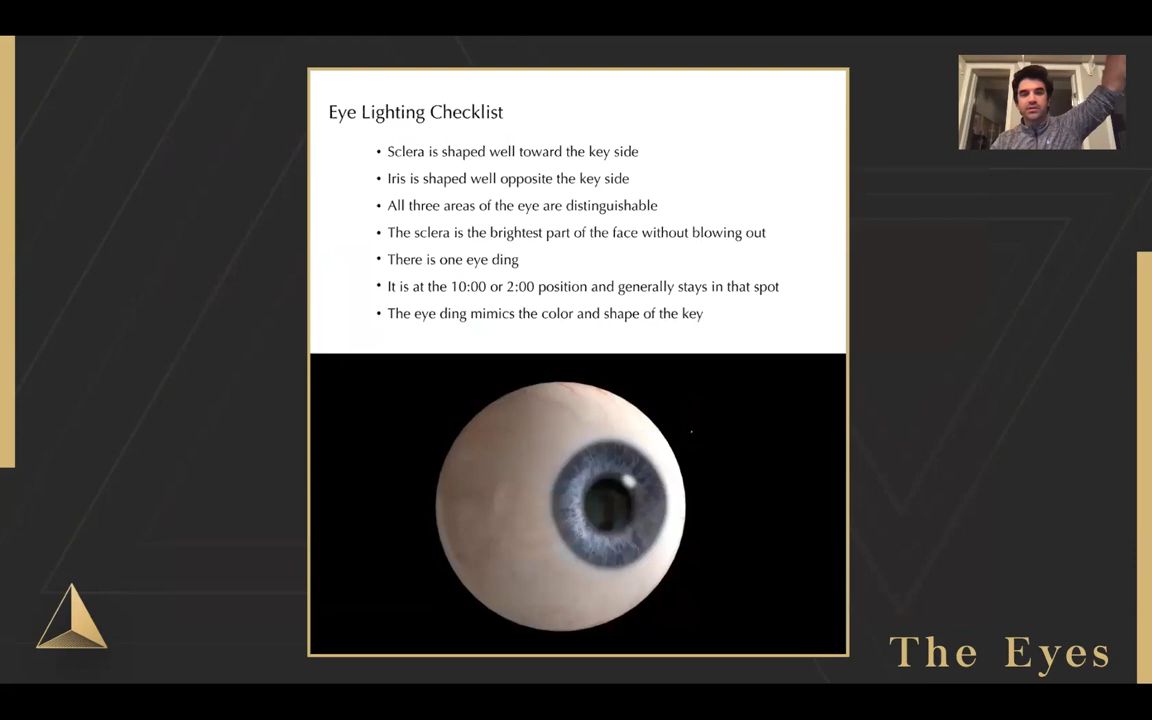 Eye Lighting Checklist
• Sclera is shaped well toward the key side
• Iris is shaped well opposite the key side
• All three areas of the eye are distinguishable
• The sclera is the brightest part of the face without blowing out
• There is one eye ding
• It is at the 10:00 or 2:00 position and generally stays in that spot
• The eye ding mimics the color and shape of the key
The Eyes